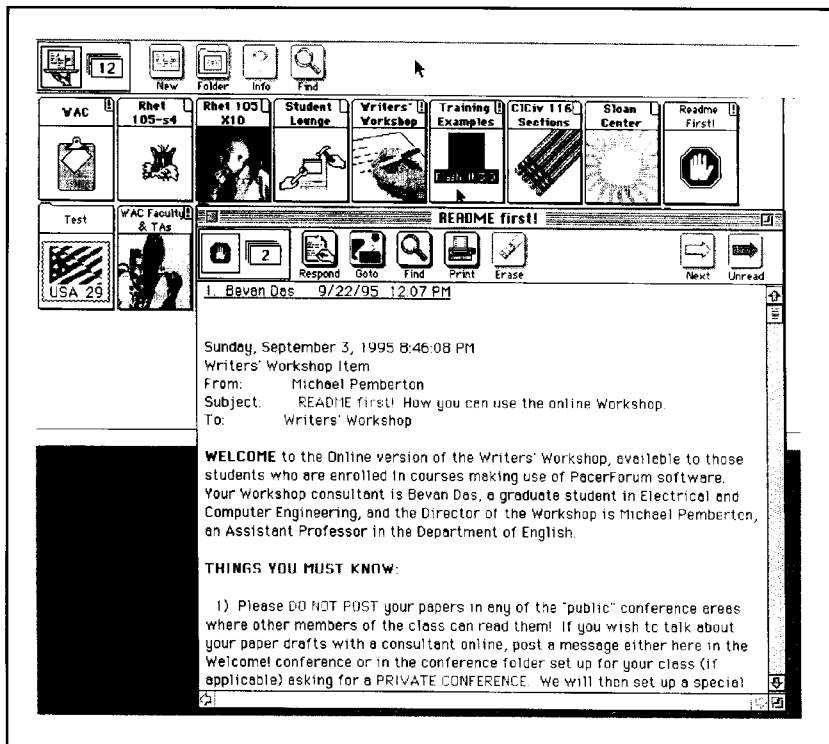 12
New Folder Info Find
WAC Rhet 105-s4 Rhet 105 X10 Student Lounge Writers' Workshop Training Examples ClCiv 116 Sections Sloan Center Readme First!
Test WAC Faculty & TAs
USA 29
README first!
2
Respond Goto Find Print Erase Next Unread
1. Bevan Das 9/22/95 12:07 PM
Sunday, September 3, 1995 8:46:08 PM
Writers' Workshop Item
From: Michael Pemberton
Subject: README first! How you can use the online Workshop.
To: Writers' Workshop
WELCOME to the Online version of the Writers' Workshop, available to those
students who are enrolled in courses making use of PacerForum software.
Your Workshop consultant is Bevan Das, a graduate student in Electrical and
Computer Engineering, and the Director of the Workshop is Michael Pemberton,
an Assistant Professor in the Department of English.
THINGS YOU MUST KNOW:
1) Please DO NOT POST your papers in any of the "public" conference areas
where other members of the class can read them! If you wish to talk about
your paper drafts with a consultant online, post a message either here in the
Welcome! conference or in the conference folder set up for your class (if
applicable) asking for a PRIVATE CONFERENCE. We will then set up a special